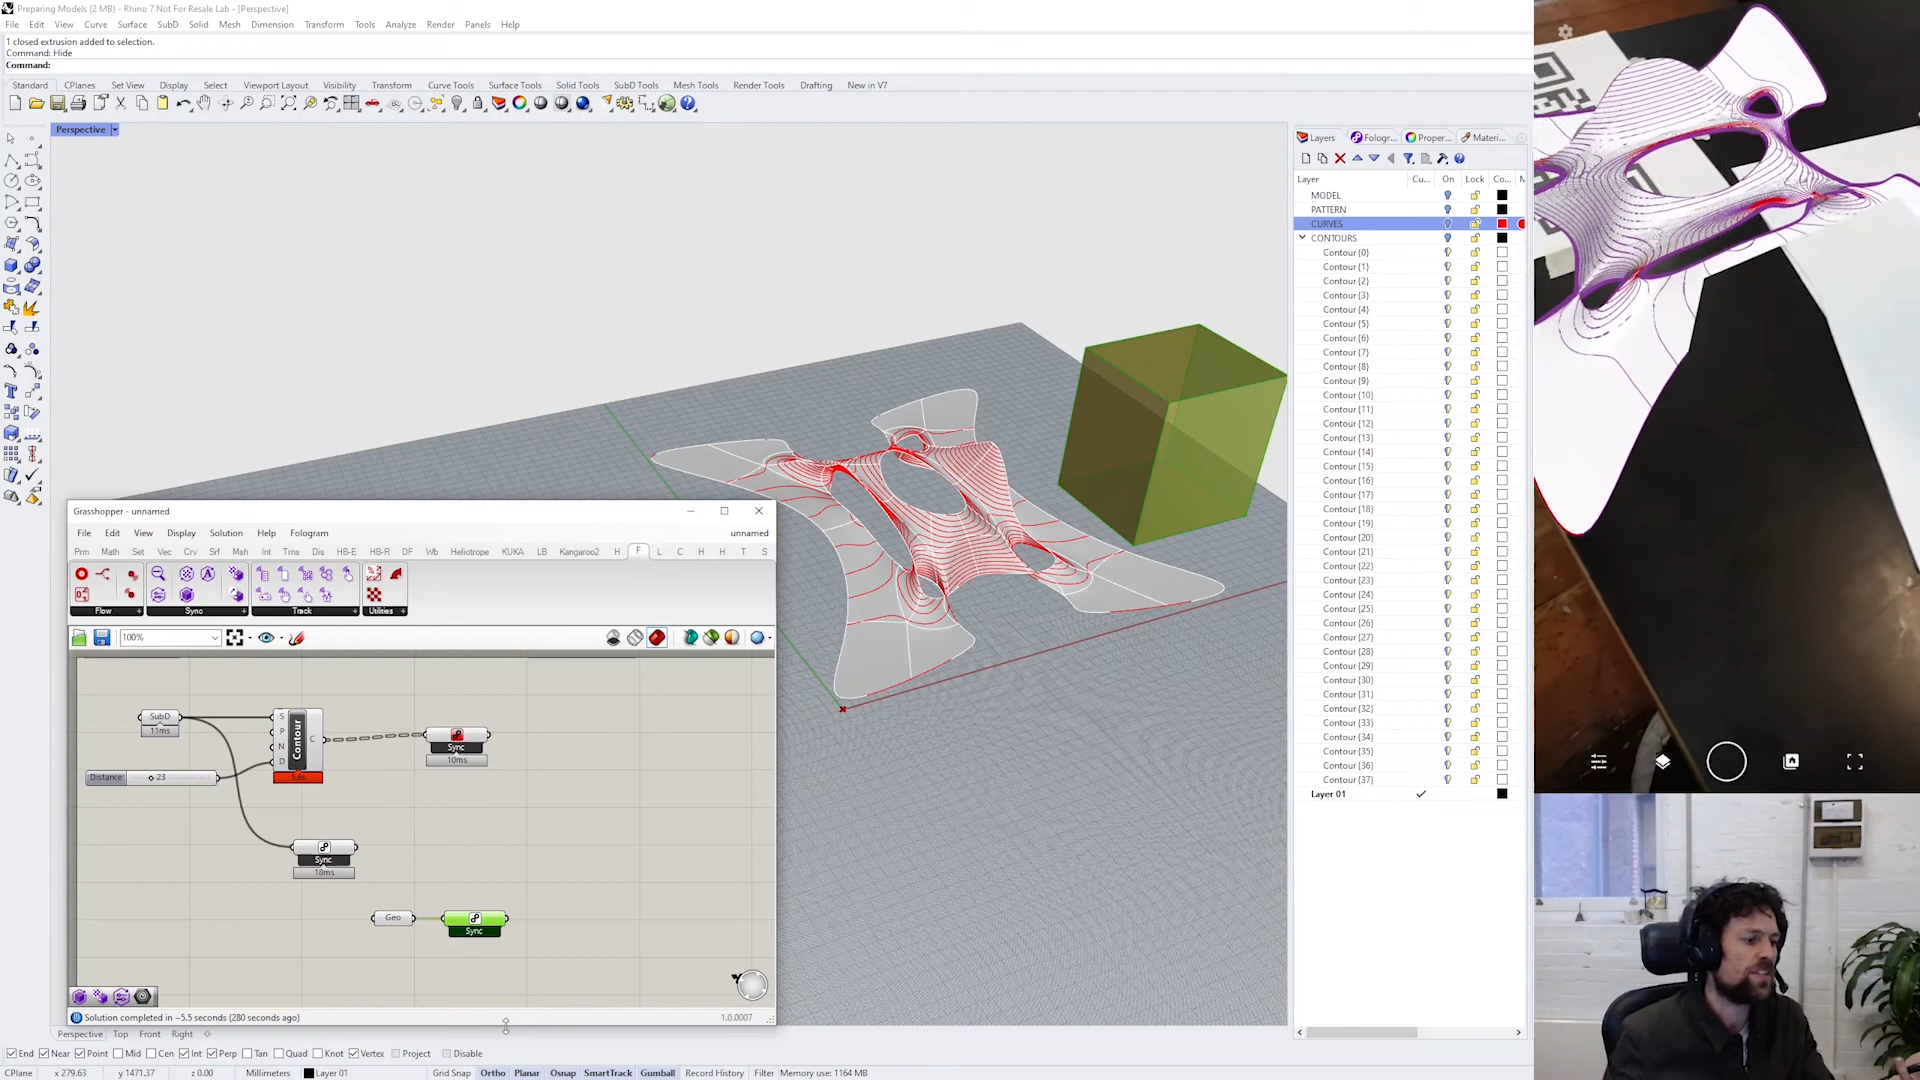 Preparing Models (2 MB) - Rhino 7 Not For Resale Lab - [Perspective]
File Edit View Curve Surface SubD Solid Mesh Dimension Transform Tools Analyze Render Panels Help
1 closed extrusion added to selection.
Command: Hide
Command:
Standard CPlanes Set View Display Select Viewport Layout Visibility Transform Curve Tools Surface Tools Solid Tools SubD Tools Mesh Tools Render Tools Drafting New in V7
Perspective
Layers Fologr... Proper... Materi...
Layer Cu... On Lock Co... M
MODEL
PATTERN
CURVES
CONTOURS
Contour {0}
Contour {1}
Contour {2}
Contour {3}
Contour {4}
Contour {5}
Contour {6}
Contour {7}
Contour {8}
Contour {9}
Contour {10}
Contour {11}
Contour {12}
Contour {13}
Contour {14}
Contour {15}
Contour {16}
Contour {17}
Contour {18}
Contour {19}
Contour {20}
Contour {21}
Contour {22}
Contour {23}
Contour {24}
Contour {25}
Contour {26}
Contour {27}
Contour {28}
Contour {29}
Contour {30}
Contour {31}
Contour {32}
Contour {33}
Contour {34}
Contour {35}
Contour {36}
Contour {37}
Layer 01
Grasshopper - unnamed
File Edit View Display Solution Help Fologram unnamed
Prm Math Set Vec Crv Srf Msh Int Trns Dis HB-E HB-R DF Wb Heliotrope KUKA LB Kangaroo2 H F L C H H T S
Flow Sync Track Utilities
100%
SubD
11ms
S P N D Contour C
5.6s
Distance 23
Sync
10ms
Sync
18ms
Geo
Sync
Solution completed in ~5.5 seconds (280 seconds ago) 1.0.0007
Perspective Top Front Right
End Near Point Mid Cen Int Perp Tan Quad Knot Vertex Project Disable
CPlane x 279.63 y 1471.37 z 0.00 Millimeters Layer 01 Grid Snap Ortho Planar Osnap SmartTrack Gumball Record History Filter Memory use: 1164 MB